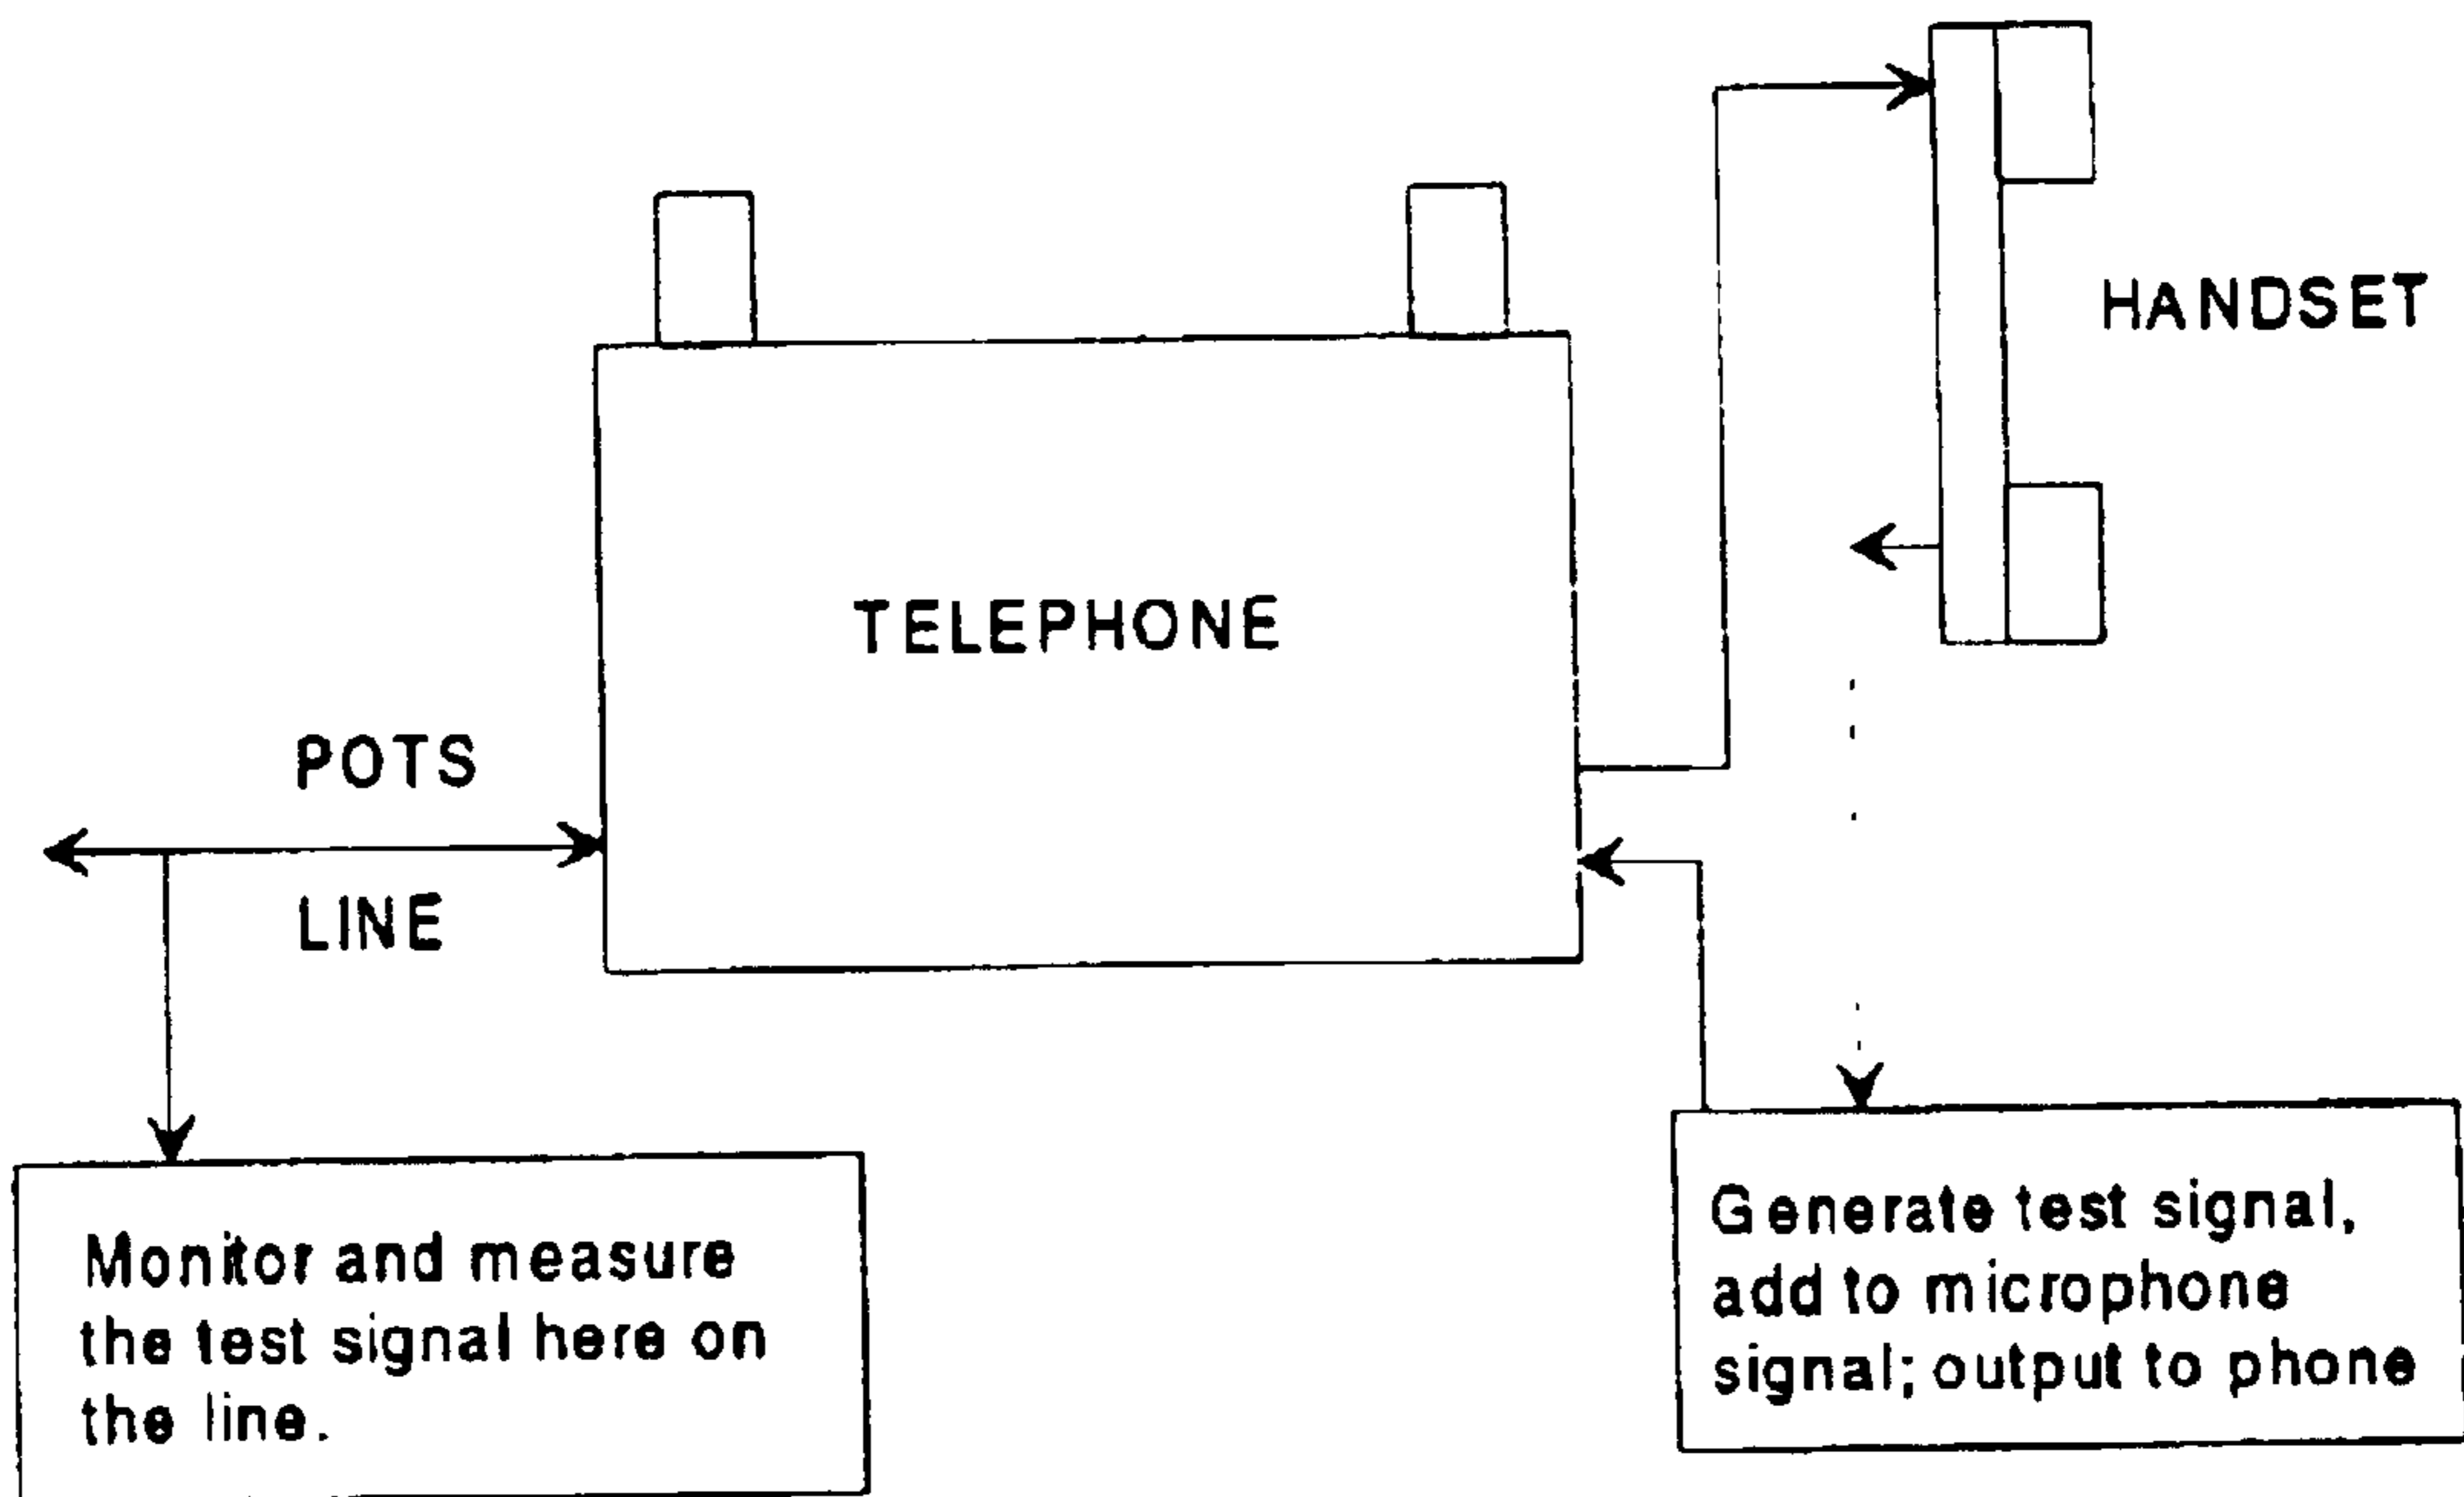 HANDSET
TELEPHONE
POTS
LINE
Monitor and measure
the test signal here on
the line.
Generate test signal,
add to microphone
signal; output to phone